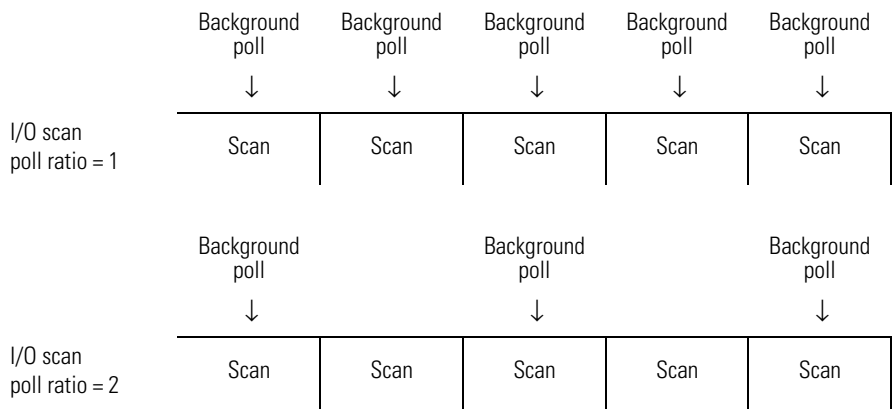 Background poll Background poll Background poll Background poll Background poll
↓ ↓ ↓ ↓ ↓
I/O scan poll ratio = 1
Scan Scan Scan Scan Scan
Background poll Background poll Background poll
↓ ↓ ↓
I/O scan poll ratio = 2
Scan Scan Scan Scan Scan